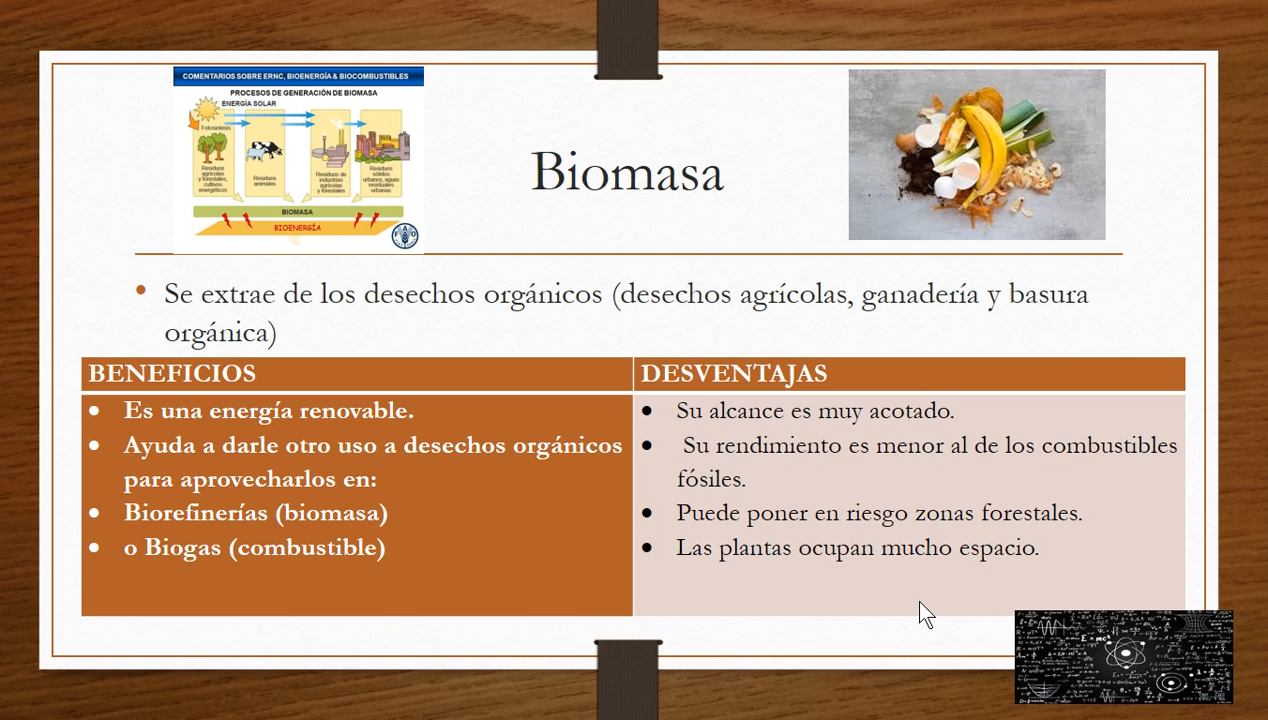 COMENTARIOS SOBRE ERNC, BIOENERGÍA & BIOCOMBUSTIBLES
PROCESOS DE GENERACIÓN DE BIOMASA
ENERGÍA SOLAR
Fotosíntesis
Residuos
agrícolas
y forestales,
cultivos
energéticos
Residuos
animales
Residuos de
industrias
agrícolas
y forestales
Residuos
sólidos
urbanos, aguas
residuales
urbanas
BIOMASA
BIOENERGÍA
FAO
Biomasa
• Se extrae de los desechos orgánicos (desechos agrícolas, ganadería y basura
orgánica)
BENEFICIOS
• Es una energía renovable.
• Ayuda a darle otro uso a desechos orgánicos
para aprovecharlos en:
• Biorefinerías (biomasa)
• o Biogas (combustible)
DESVENTAJAS
• Su alcance es muy acotado.
• Su rendimiento es menor al de los combustibles
fósiles.
• Puede poner en riesgo zonas forestales.
• Las plantas ocupan mucho espacio.